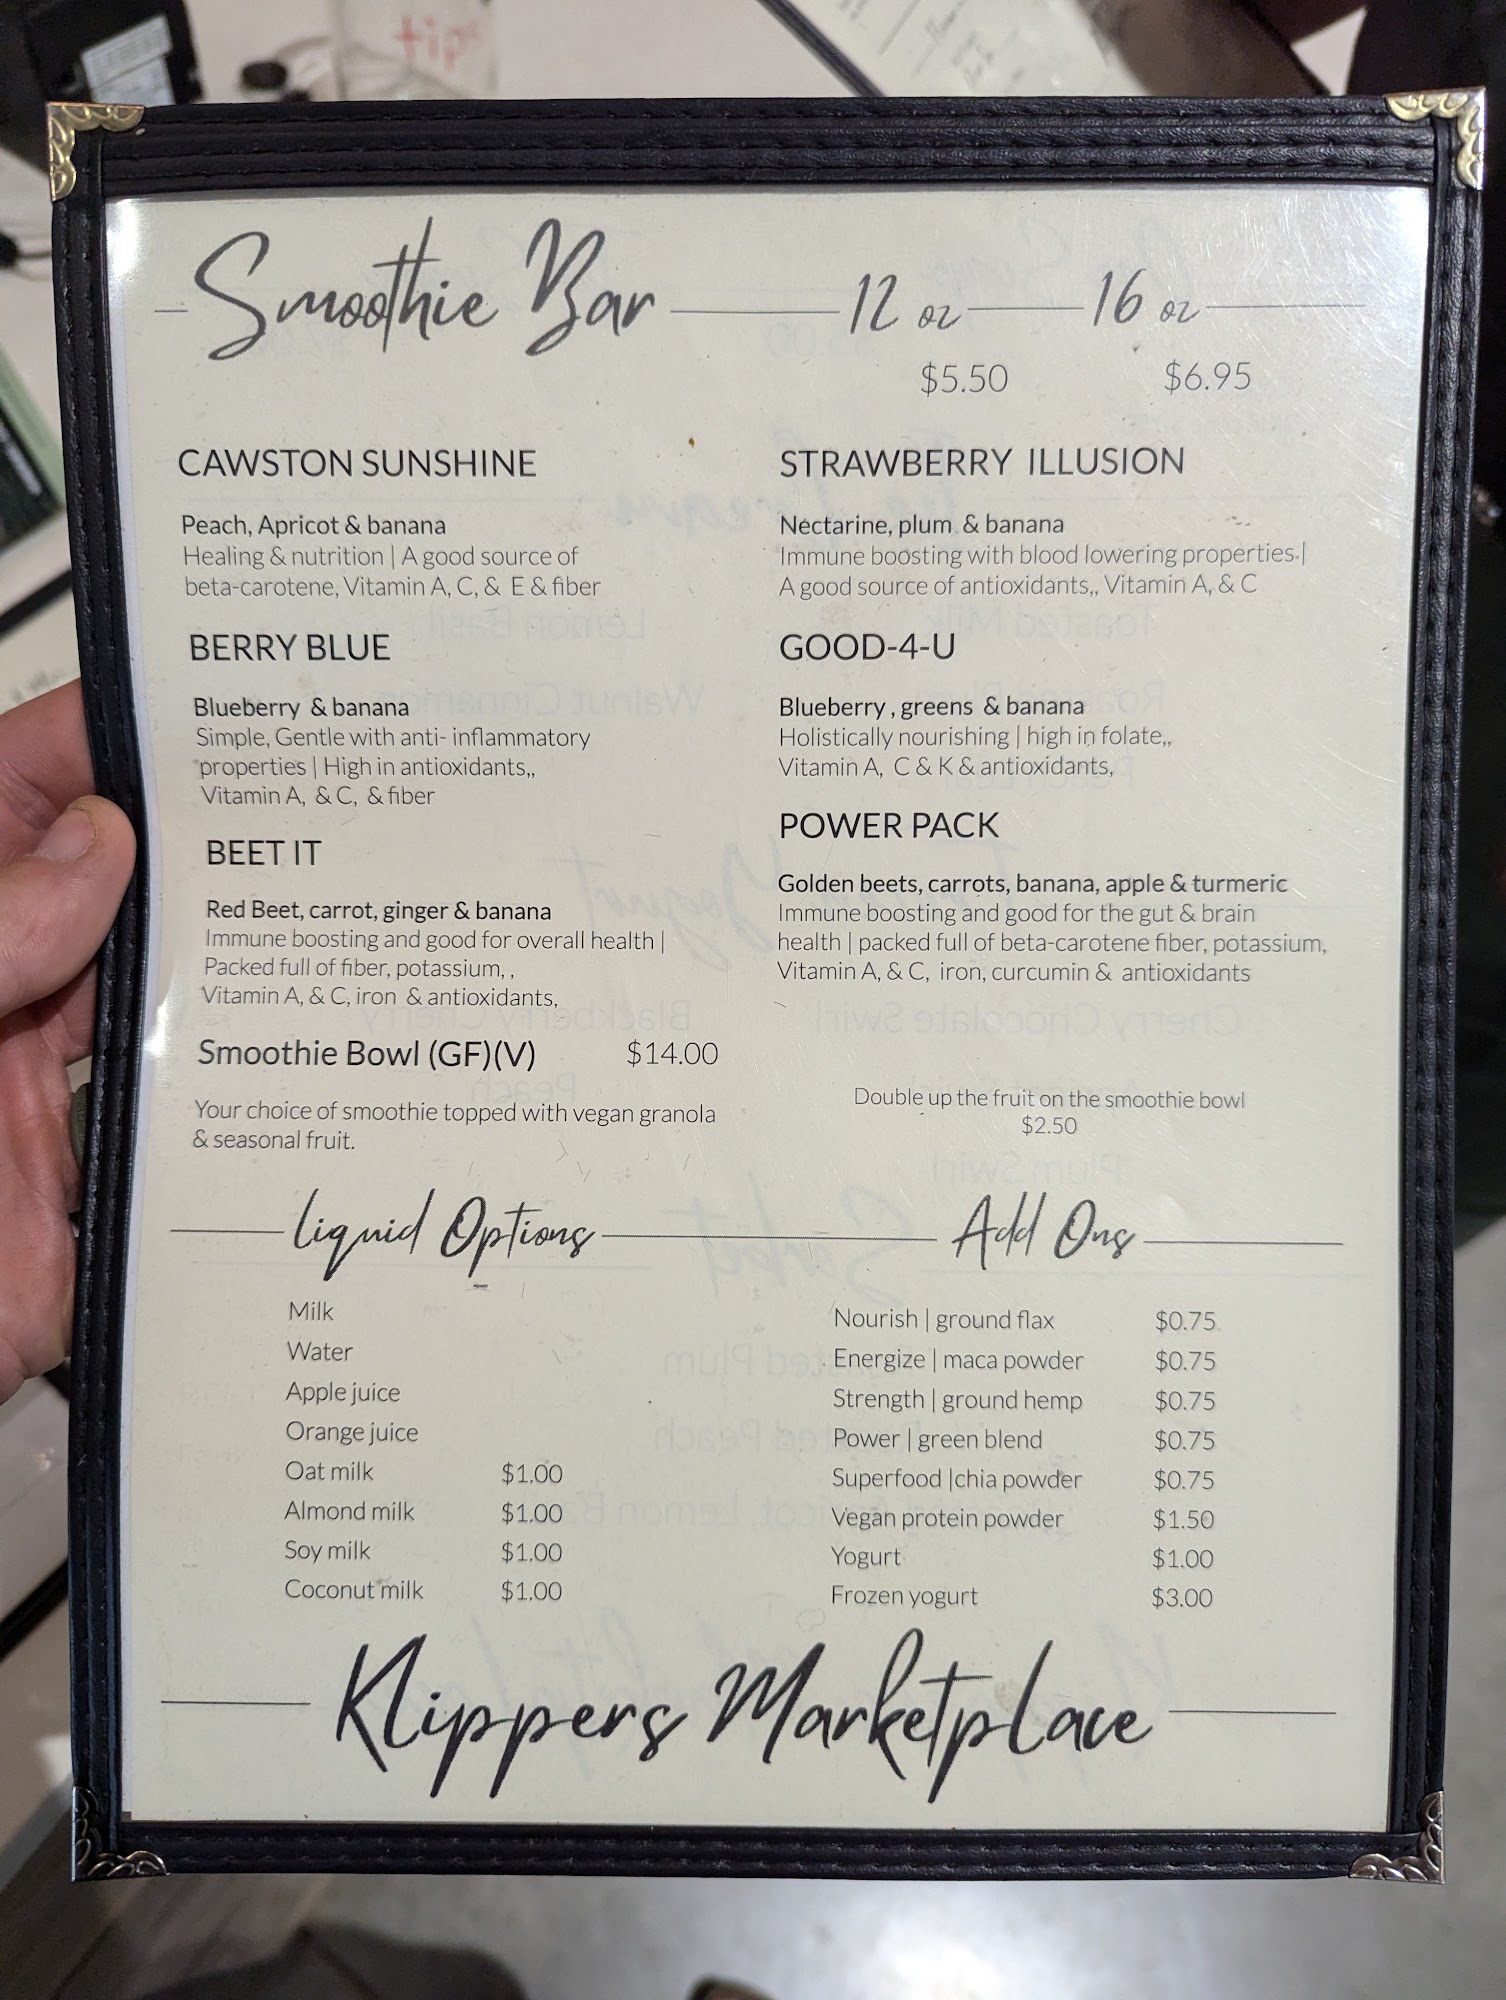 tips
Smoothie Bar 12 oz 16 oz
$5.50 $6.95
CAWSTON SUNSHINE
Peach, Apricot & banana
Healing & nutrition | A good source of
beta-carotene, Vitamin A, C, & E & fiber
BERRY BLUE
Blueberry & banana
Simple, Gentle with anti- inflammatory
properties | High in antioxidants,,
Vitamin A, & C, & fiber
BEET IT
Red Beet, carrot, ginger & banana
Immune boosting and good for overall health |
Packed full of fiber, potassium, ,
Vitamin A, & C, iron & antioxidants,
STRAWBERRY ILLUSION
Nectarine, plum & banana
Immune boosting with blood lowering properties.|
A good source of antioxidants,, Vitamin A, & C
GOOD-4-U
Blueberry , greens & banana
Holistically nourishing | high in folate,,
Vitamin A, C & K & antioxidants,
POWER PACK
Golden beets, carrots, banana, apple & turmeric
Immune boosting and good for the gut & brain
health | packed full of beta-carotene fiber, potassium,
Vitamin A, & C, iron, curcumin & antioxidants
Smoothie Bowl (GF)(V) $14.00
Your choice of smoothie topped with vegan granola
& seasonal fruit.
Double up the fruit on the smoothie bowl
$2.50
Liquid Options
Milk
Water
Apple juice
Orange juice
Oat milk $1.00
Almond milk $1.00
Soy milk $1.00
Coconut milk $1.00
Add Ons
Nourish | ground flax $0.75
Energize | maca powder $0.75
Strength | ground hemp $0.75
Power | green blend $0.75
Superfood |chia powder $0.75
Vegan protein powder $1.50
Yogurt $1.00
Frozen yogurt $3.00
Klippers Marketplace